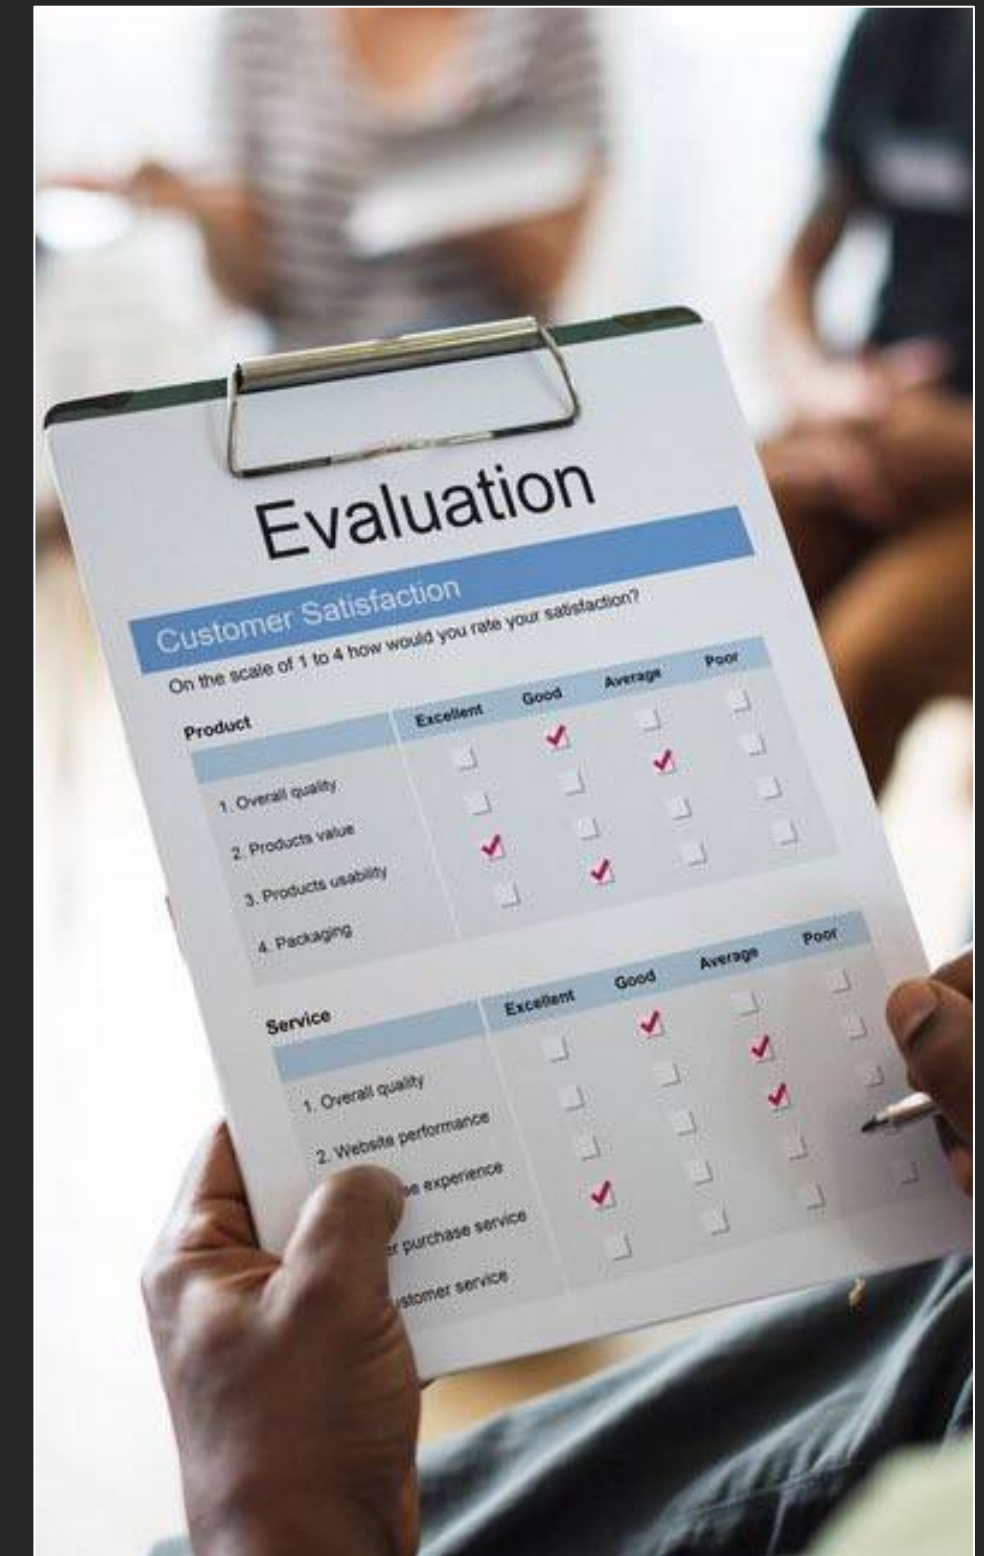 Evaluation
Customer Satisfaction
On the scale of 1 to 4 how would you rate your satisfaction?
Product
Excellent Good Average Poor
1. Overall quality
2. Products value
3. Products usability
4. Packaging
Service
Excellent Good Average Poor
1. Overall quality
2. Website performance
experience
purchase service
service